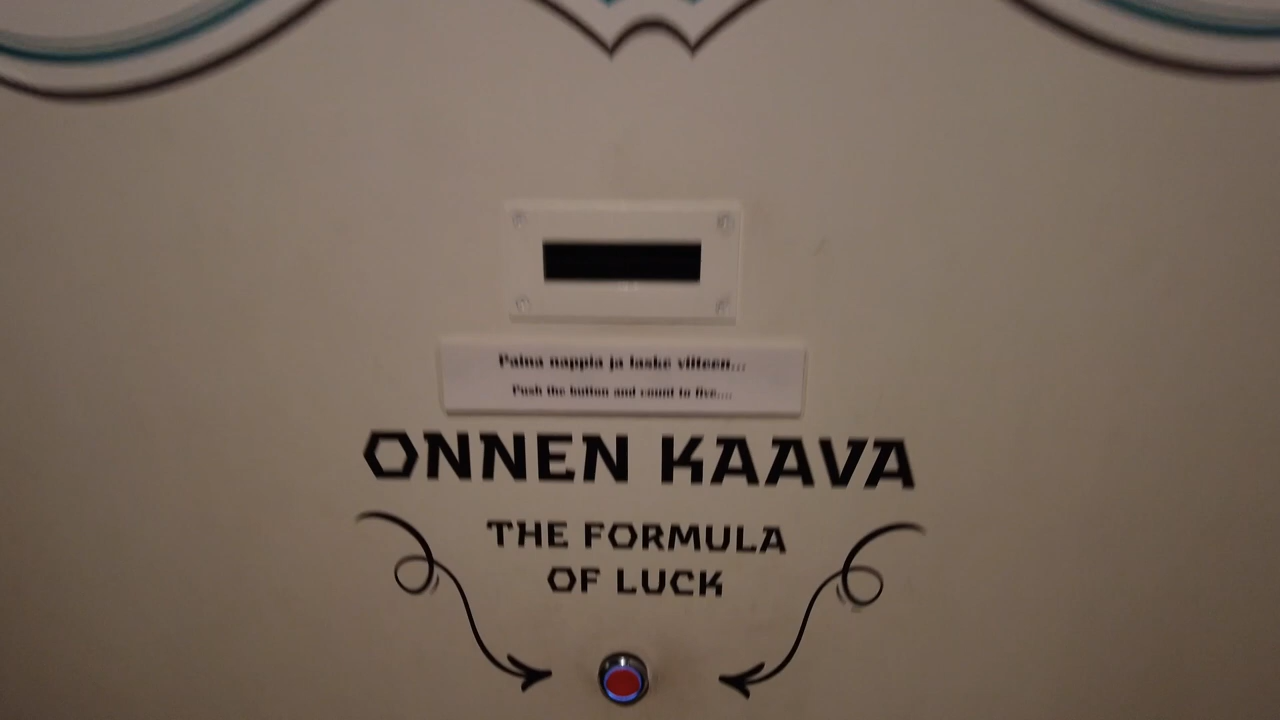 Paina nappia ja laske viiteen...
Push the button and count to five....
ONNEN KAAVA
THE FORMULA
OF LUCK